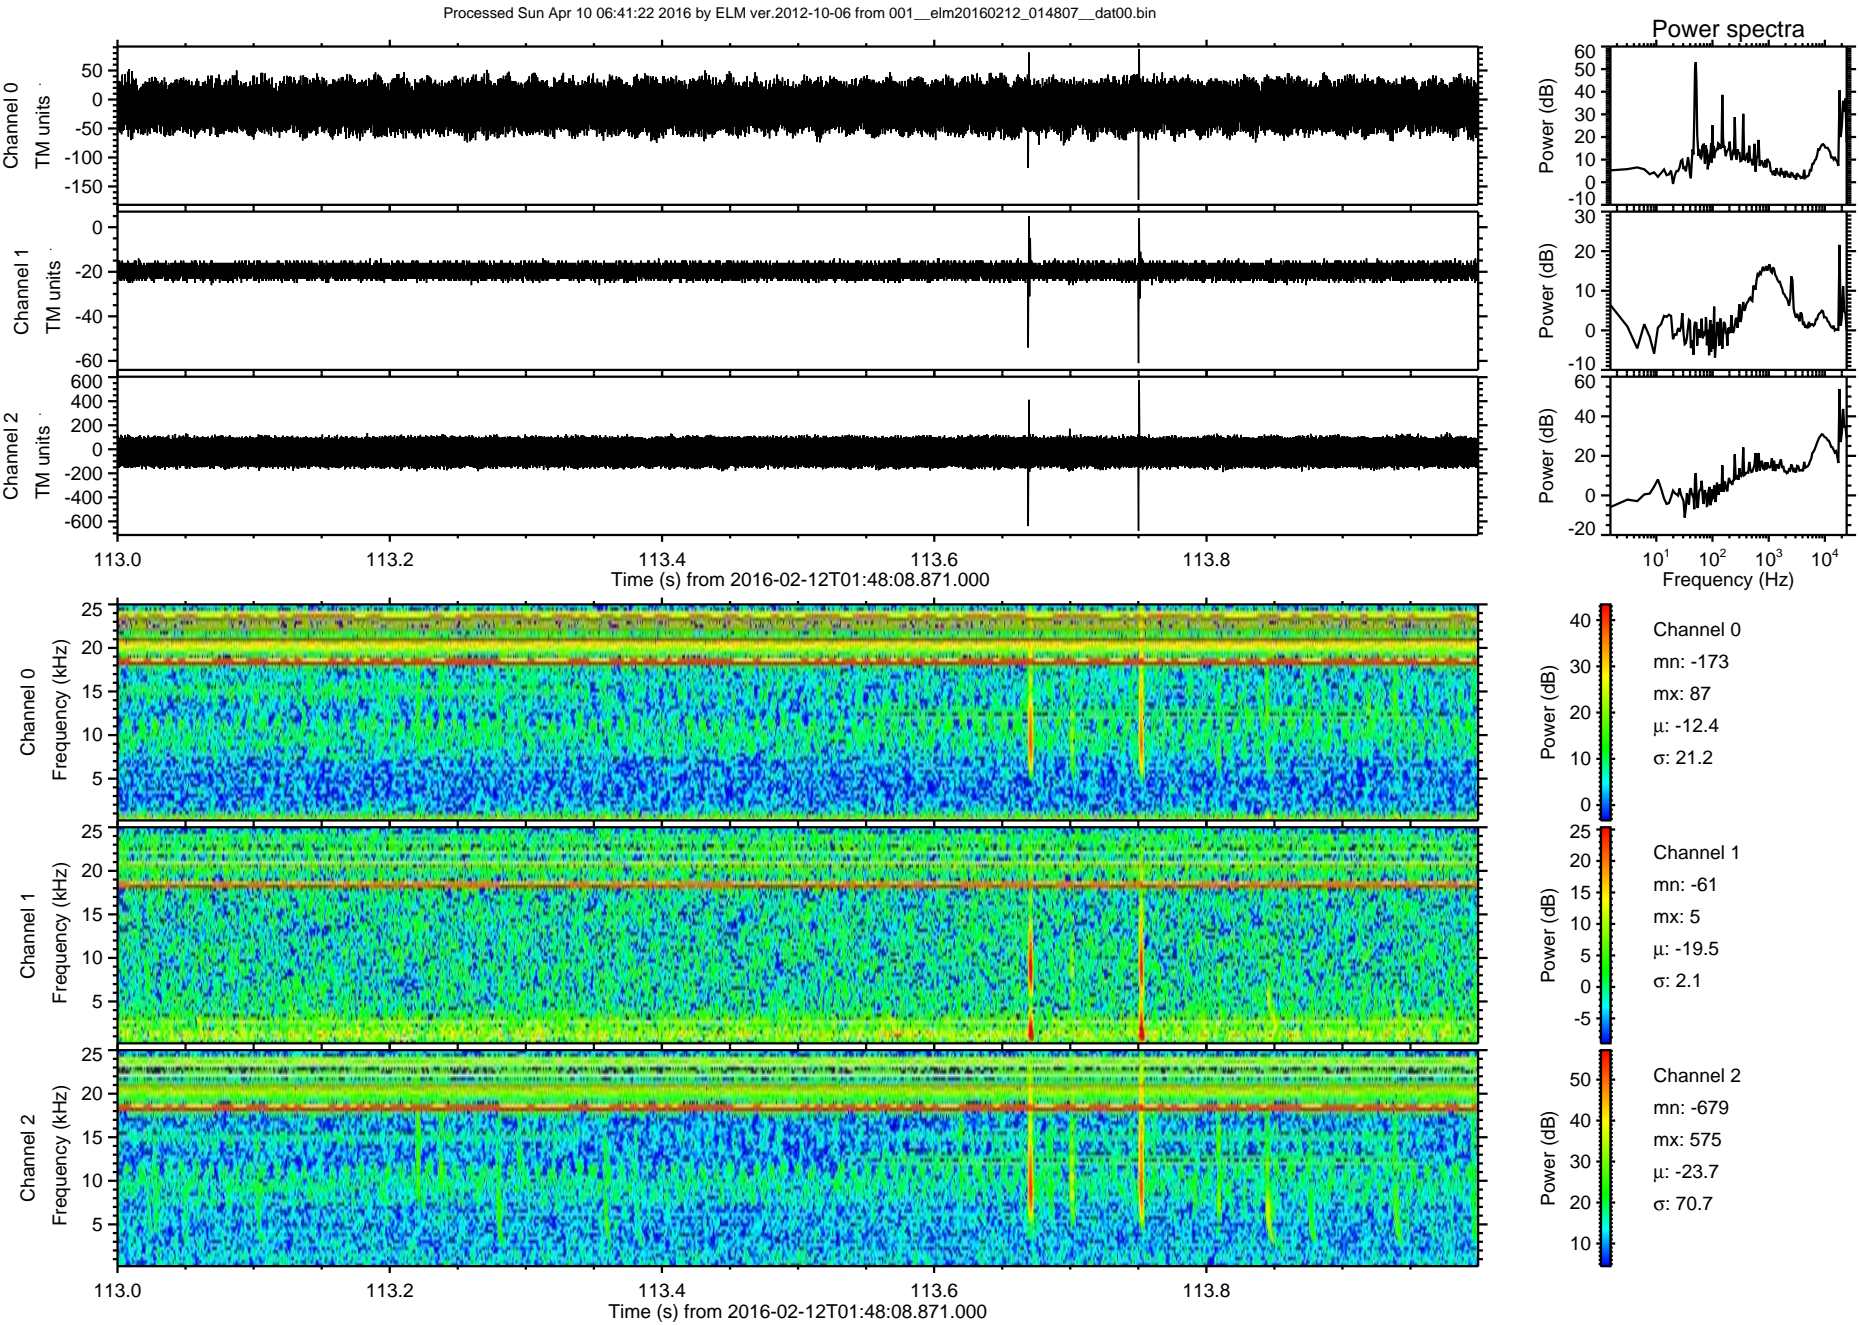 Processed Sun Apr 10 06:41:22 2016 by ELM ver.2012-10-06 from 001__elm20160212_014807__dat00.bin
Power spectra
Channel 0
TM units
50
0
-50
-100
-150
Power (dB)
60
50
40
30
20
10
0
-10
Channel 1
TM units
0
-20
-40
-60
Power (dB)
30
20
10
0
-10
Channel 2
TM units
600
400
200
0
-200
-400
-600
Power (dB)
60
40
20
0
-20
113.0 113.2 113.4 113.6 113.8
Time (s) from 2016-02-12T01:48:08.871.000
10^1 10^2 10^3 10^4
Frequency (Hz)
Channel 0
Frequency (kHz)
25
20
15
10
5
Power (dB)
40
30
20
10
0
Channel 0
mn: -173
mx: 87
μ: -12.4
σ: 21.2
Channel 1
Frequency (kHz)
25
20
15
10
5
Power (dB)
25
20
15
10
5
0
-5
Channel 1
mn: -61
mx: 5
μ: -19.5
σ: 2.1
Channel 2
Frequency (kHz)
25
20
15
10
5
Power (dB)
50
40
30
20
10
Channel 2
mn: -679
mx: 575
μ: -23.7
σ: 70.7
113.0 113.2 113.4 113.6 113.8
Time (s) from 2016-02-12T01:48:08.871.000